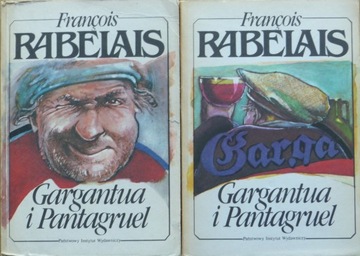 François
RABELAIS
Gargantua
i Pantagruel
Państwowy Instytut Wydawniczy
François
RABELAIS
Garga
Gargantua
i Pantagruel
Państwowy Instytut Wydawniczy